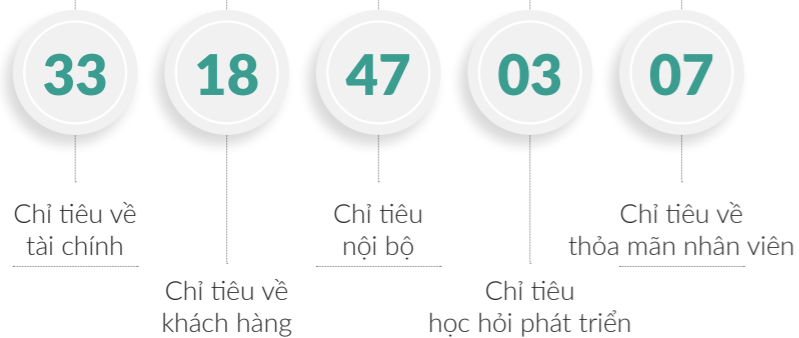 33
18
47
03
07
Chỉ tiêu về
tài chính
Chỉ tiêu về
khách hàng
Chỉ tiêu
nội bộ
Chỉ tiêu
học hỏi phát triển
Chỉ tiêu về
thỏa mãn nhân viên